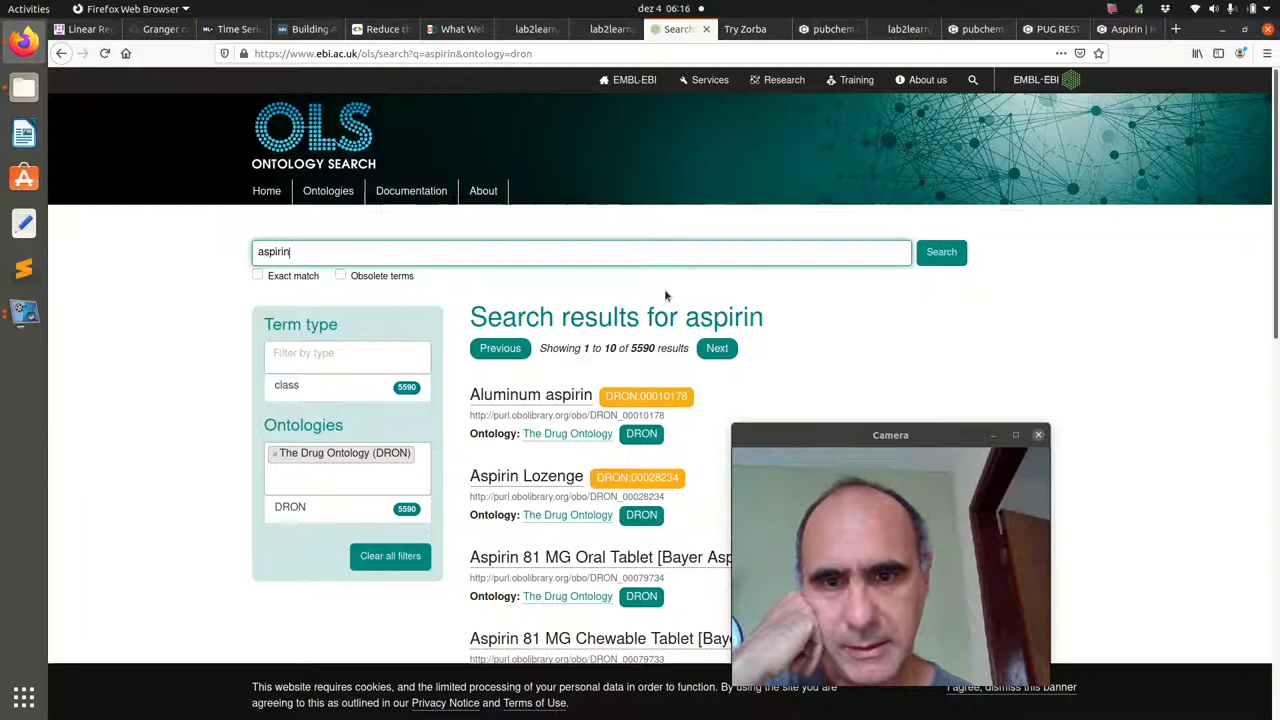 Activities
Firefox Web Browser
dez 4 06:16
Linear Reg
Granger ca
Time Serie
Building A
Reduce th
What Web
lab2learn/
lab2learn/
Search
Try Zorba
pubchem
lab2learn/
pubchem
PUG REST
Aspirin | H
https://www.ebi.ac.uk/ols/search?q=aspirin&ontology=dron
EMBL-EBI
Services
Research
Training
About us
EMBL-EBI
OLS
ONTOLOGY SEARCH
Home
Ontologies
Documentation
About
aspirin
Search
Exact match
Obsolete terms
Term type
Filter by type
class 5590
Ontologies
×The Drug Ontology (DRON)
DRON 5590
Clear all filters
Search results for aspirin
Previous Showing 1 to 10 of 5590 results Next
Aluminum aspirin DRON:00010178
http://purl.obolibrary.org/obo/DRON_00010178
Ontology: The Drug Ontology DRON
Aspirin Lozenge DRON:00028234
http://purl.obolibrary.org/obo/DRON_00028234
Ontology: The Drug Ontology DRON
Aspirin 81 MG Oral Tablet [Bayer Asp
http://purl.obolibrary.org/obo/DRON_00079734
Ontology: The Drug Ontology DRON
Aspirin 81 MG Chewable Tablet [Baye
http://purl.obolibrary.org/obo/DRON_00079733
Camera
This website requires cookies, and the limited processing of your personal data in order to function. By using the site you are
agreeing to this as outlined in our Privacy Notice and Terms of Use.
I agree, dismiss this banner